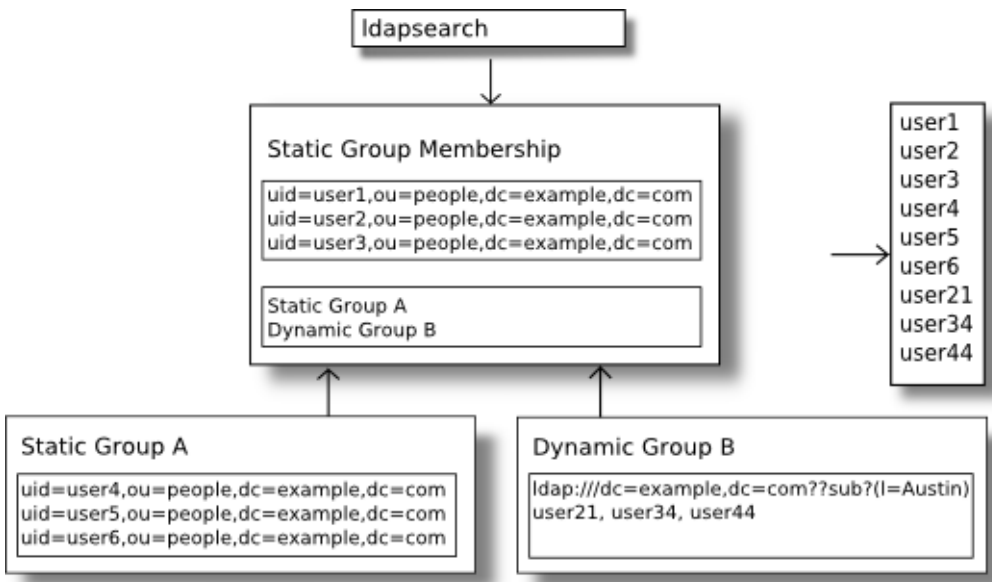 ldapsearch
Static Group Membership
uid=user1,ou=people,dc=example,dc=com
uid=user2,ou=people,dc=example,dc=com
uid=user3,ou=people,dc=example,dc=com
Static Group A
Dynamic Group B
user1
user2
user3
user4
user5
user6
user21
user34
user44
Static Group A
uid=user4,ou=people,dc=example,dc=com
uid=user5,ou=people,dc=example,dc=com
uid=user6,ou=people,dc=example,dc=com
Dynamic Group B
ldap:///dc=example,dc=com??sub?(l=Austin)
user21, user34, user44